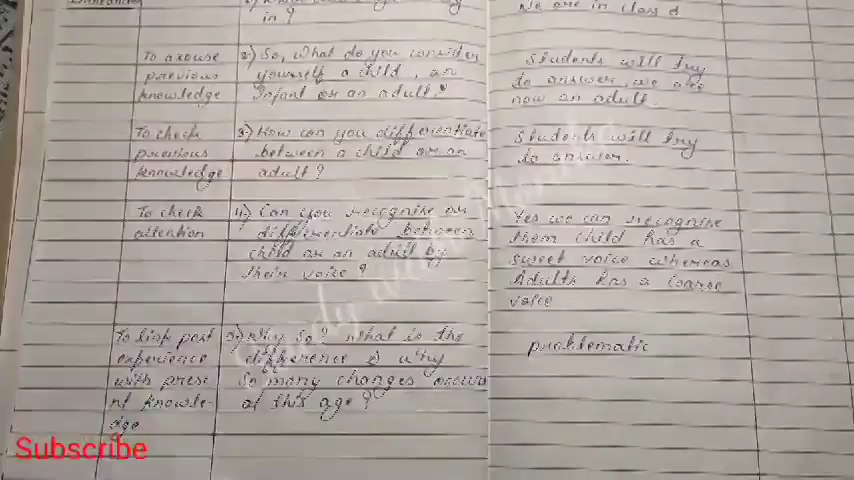 in ?
We are in class
To arouse
previous
knowledge
2) So, What do you consider
yourself a child, an
Infant or an adult ?
Students will try
to answer, we are
now an adult.
To check
previous
knowledge
3) How can you differentiate
between a child or an
adult ?
Students will try
to answer.
To check
attention
4) Can you recognise or
differentiate between
child or an adult by
their voice ?
Yes we can recognise
them child has a
sweet voice whereas
Adults has a coarse
voice
To link past
experience
with prese
nt knowle-
dge
5) Why So? What is the
difference & why
So many changes occurs
at this age ?
problematic
Subscribe